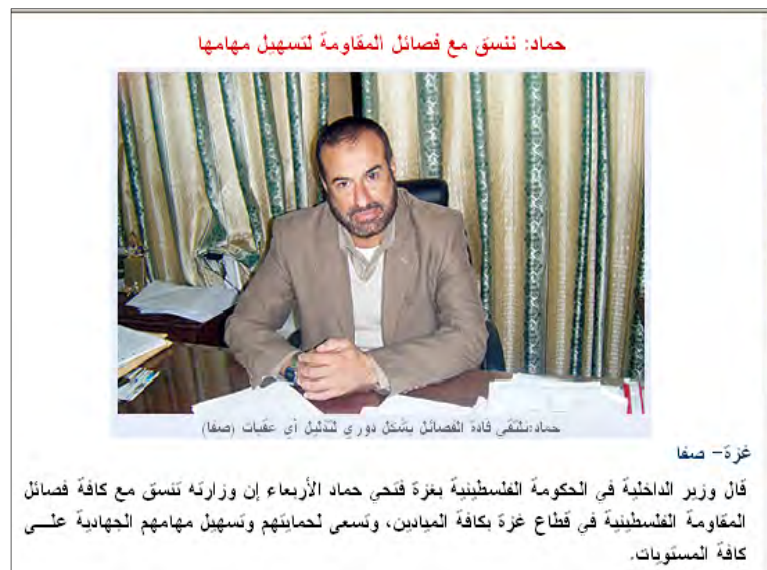 حماد: ننسق مع فصائل المقاومة لتسهيل مهامها
حماد:نلتقي قادة الفصائل بشكل دوري لتذليل أي عقبات (صفا)
غزة– صفا
قال وزير الداخلية في الحكومة الفلسطينية بغزة فتحي حماد الأربعاء إن وزارته تنسق مع كافة فصائل
المقاومة الفلسطينية في قطاع غزة بكافة الميادين، وتسعى لحمايتهم وتسهيل مهامهم الجهادية علـــى
كافة المستويات.